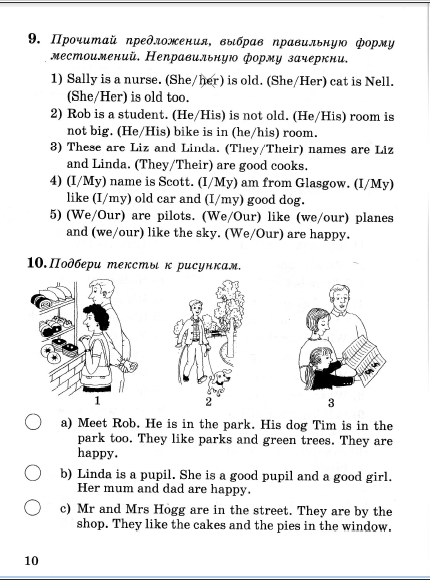 9. Прочитай предложения, выбрав правильную форму
местоимений. Неправильную форму зачеркни.
1) Sally is a nurse. (She/her) is old. (She/Her) cat is Nell.
(She/Her) is old too.
2) Rob is a student. (He/His) is not old. (He/His) room is
not big. (He/His) bike is in (he/his) room.
3) These are Liz and Linda. (They/Their) names are Liz
and Linda. (They/Their) are good cooks.
4) (I/My) name is Scott. (I/My) am from Glasgow. (I/My)
like (I/my) old car and (I/my) good dog.
5) (We/Our) are pilots. (We/Our) like (we/our) planes
and (we/our) like the sky. (We/Our) are happy.
10. Подбери тексты к рисункам.
1 2 3
a) Meet Rob. He is in the park. His dog Tim is in the
park too. They like parks and green trees. They are
happy.
b) Linda is a pupil. She is a good pupil and a good girl.
Her mum and dad are happy.
c) Mr and Mrs Hogg are in the street. They are by the
shop. They like the cakes and the pies in the window.
10